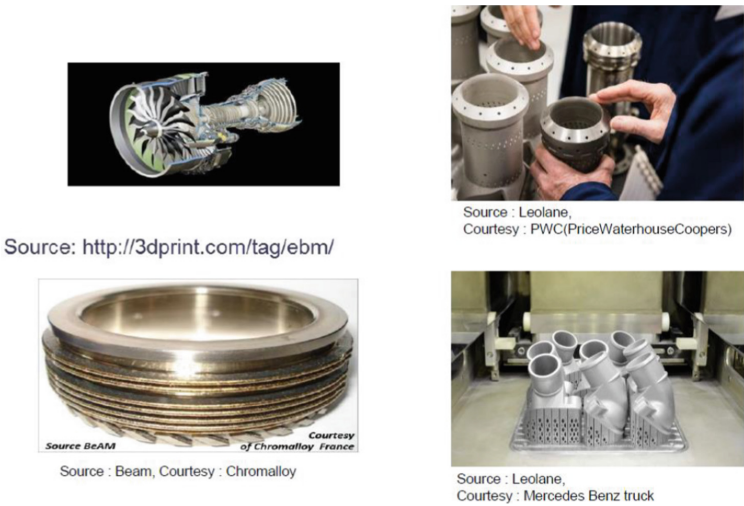 Source : Leolane,
Courtesy : PWC(PriceWaterhouseCoopers)
Source: http://3dprint.com/tag/ebm/
Source BeAM
Courtesy
of Chromalloy France
Source : Beam, Courtesy : Chromalloy
Source : Leolane,
Courtesy : Mercedes Benz truck